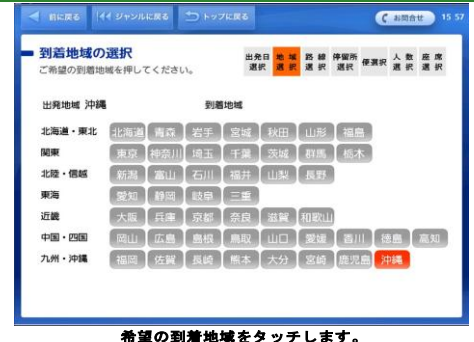 前に戻る ジャンルに戻る トップに戻る お問合せ 15 57
到着地域の選択
ご希望の到着地域を押してください。
出発日選択 地域選択 路線選択 停留所選択 便選択 人数選択 座席選択
出発地域 沖縄 到着地域
北海道・東北 北海道 青森 岩手 宮城 秋田 山形 福島
関東 東京 神奈川 埼玉 千葉 茨城 群馬 栃木
北陸・信越 新潟 富山 石川 福井 山梨 長野
東海 愛知 静岡 岐阜 三重
近畿 大阪 兵庫 京都 奈良 滋賀 和歌山
中国・四国 岡山 広島 島根 鳥取 山口 愛媛 香川 徳島 高知
九州・沖縄 福岡 佐賀 長崎 熊本 大分 宮崎 鹿児島 沖縄
希望の到着地域をタッチします。